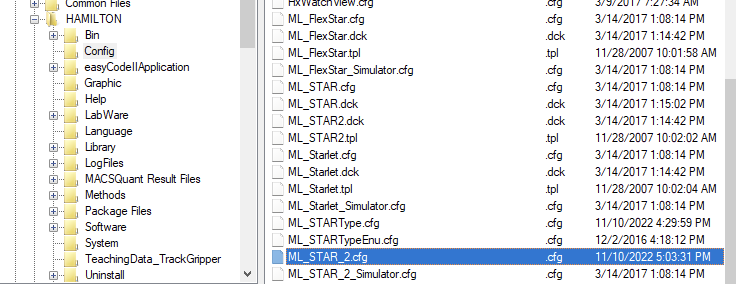 Common Files
HAMILTON
Bin
Config
easyCodeIIApplication
Graphic
Help
LabWare
Language
Library
LogFiles
MACSQuant Result Files
Methods
Package Files
Software
System
TeachingData_TrackGripper
Uninstall
HxWatchView.cfg .cfg 3/9/2017 7:27:34 AM
ML_FlexStar.cfg .cfg 3/14/2017 1:08:14 PM
ML_FlexStar.dck .dck 3/14/2017 1:14:42 PM
ML_FlexStar.tpl .tpl 11/28/2007 10:01:58 AM
ML_FlexStar_Simulator.cfg .cfg 3/14/2017 1:08:14 PM
ML_STAR.cfg .cfg 3/14/2017 1:08:14 PM
ML_STAR.dck .dck 3/14/2017 1:15:02 PM
ML_STAR2.dck .dck 3/14/2017 1:14:42 PM
ML_STAR2.tpl .tpl 11/28/2007 10:02:02 AM
ML_Starlet.cfg .cfg 3/14/2017 1:08:14 PM
ML_Starlet.dck .dck 3/14/2017 1:14:42 PM
ML_Starlet.tpl .tpl 11/28/2007 10:02:04 AM
ML_Starlet_Simulator.cfg .cfg 3/14/2017 1:08:14 PM
ML_STARType.cfg .cfg 11/10/2022 4:29:59 PM
ML_STARTypeEnu.cfg .cfg 12/2/2016 4:18:12 PM
ML_STAR_2.cfg .cfg 11/10/2022 5:03:31 PM
ML_STAR_2_Simulator.cfg .cfg 3/14/2017 1:08:14 PM